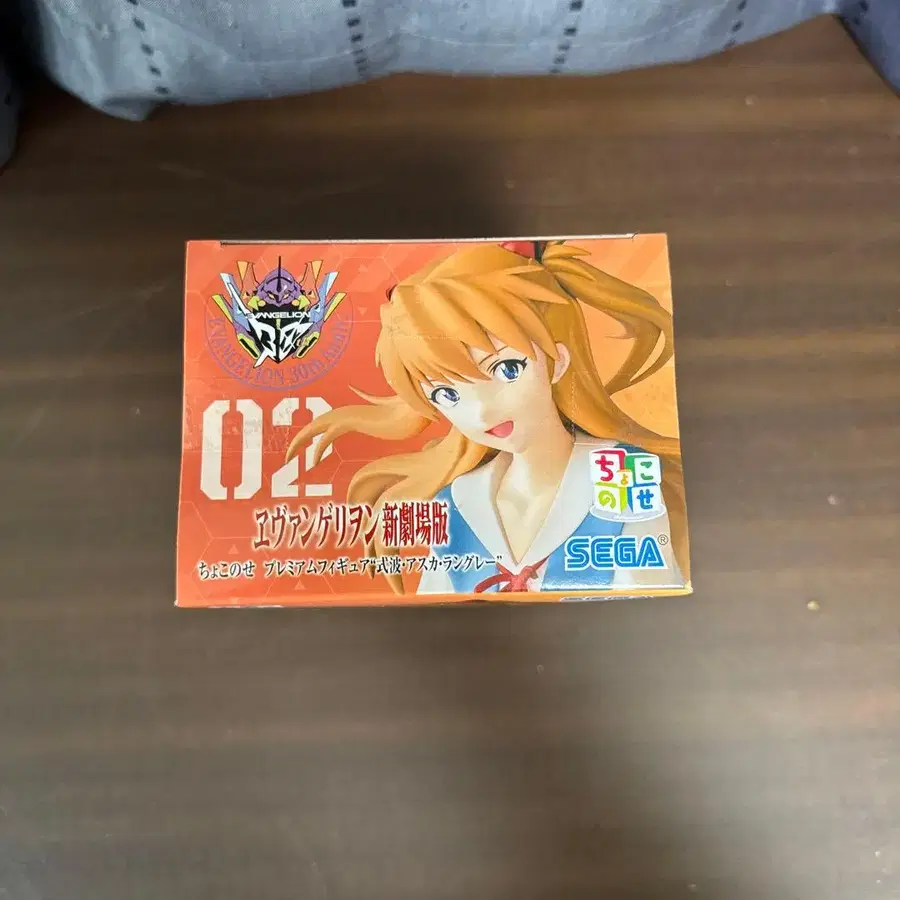 EVANGELION
EVANGELION 30th Anniv.
02
ヱヴァンゲリヲン新劇場版
ちょこのせ プレミアムフィギュア“式波・アスカ・ラングレー”
ちょこ
のせ
SEGA®